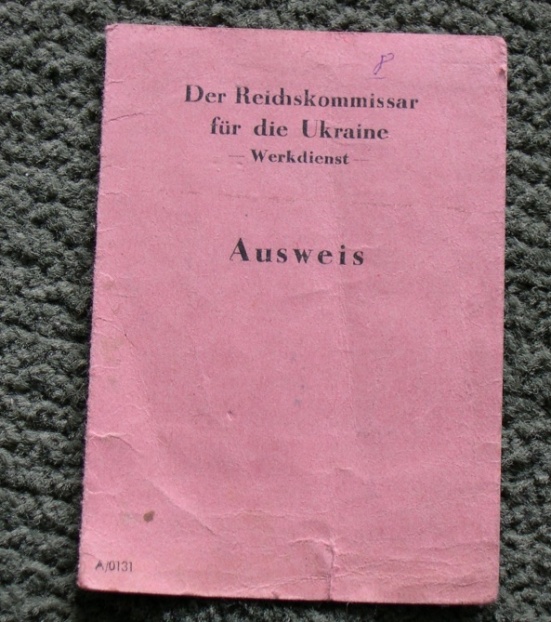 8
Der Reichskommissar
für die Ukraine
— Werkdienst —
Ausweis
A/0131